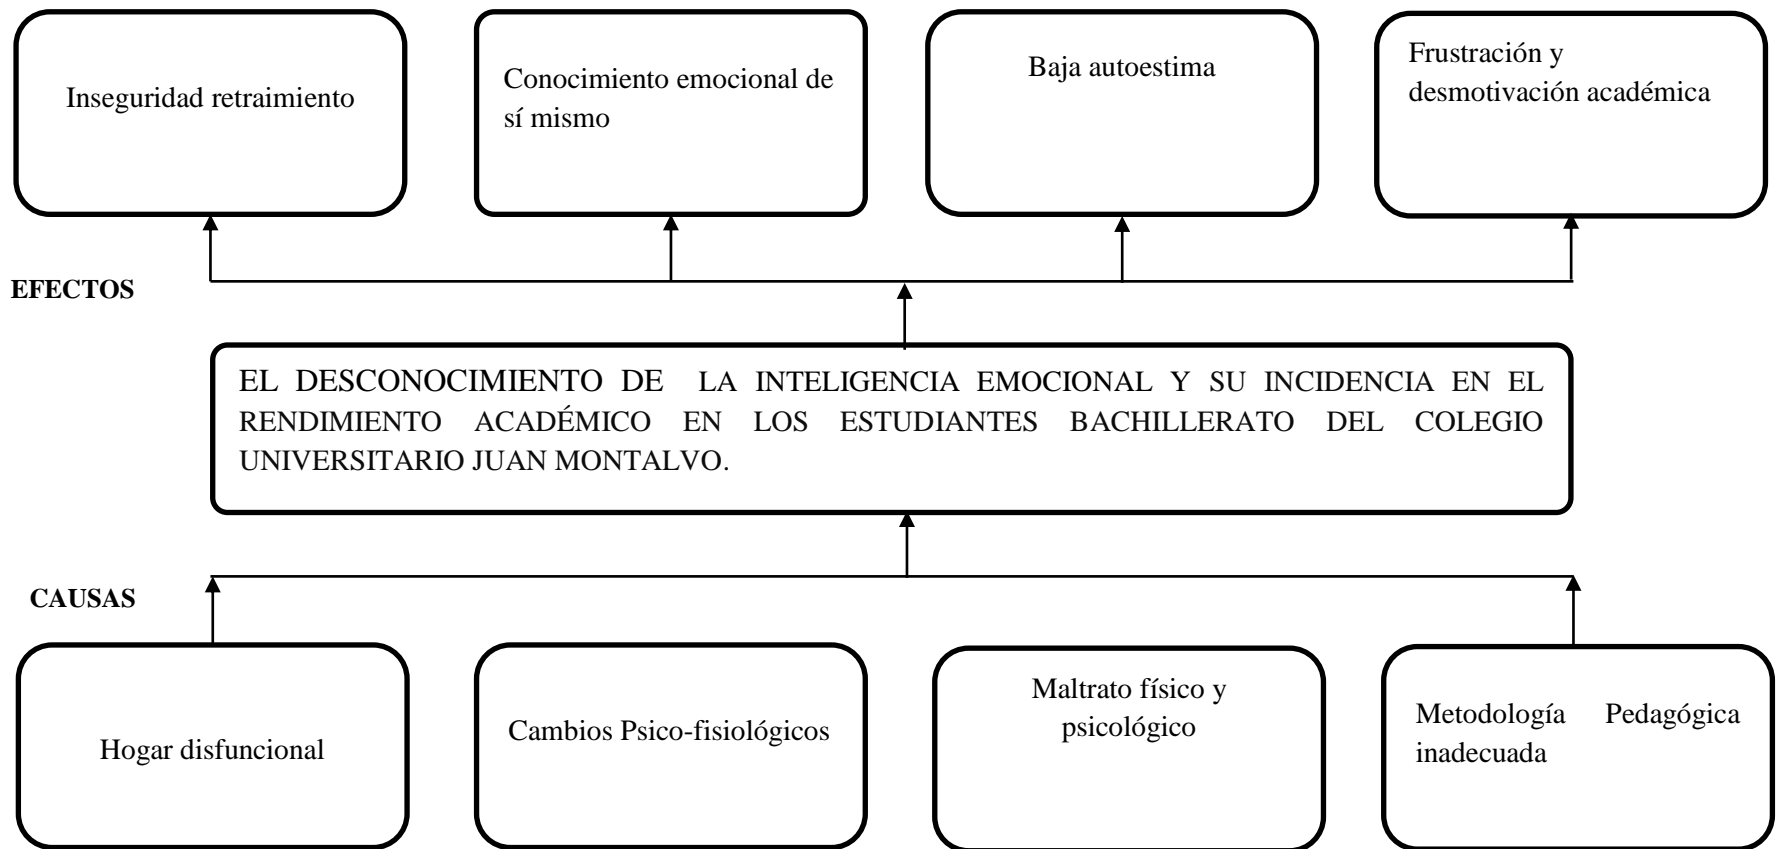 Inseguridad retraimiento
Conocimiento emocional de
sí mismo
Baja autoestima
Frustración y
desmotivación académica
EFECTOS
EL DESCONOCIMIENTO DE LA INTELIGENCIA EMOCIONAL Y SU INCIDENCIA EN EL
RENDIMIENTO ACADÉMICO EN LOS ESTUDIANTES BACHILLERATO DEL COLEGIO
UNIVERSITARIO JUAN MONTALVO.
CAUSAS
Hogar disfuncional
Cambios Psico-fisiológicos
Maltrato físico y
psicológico
Metodología Pedagógica
inadecuada